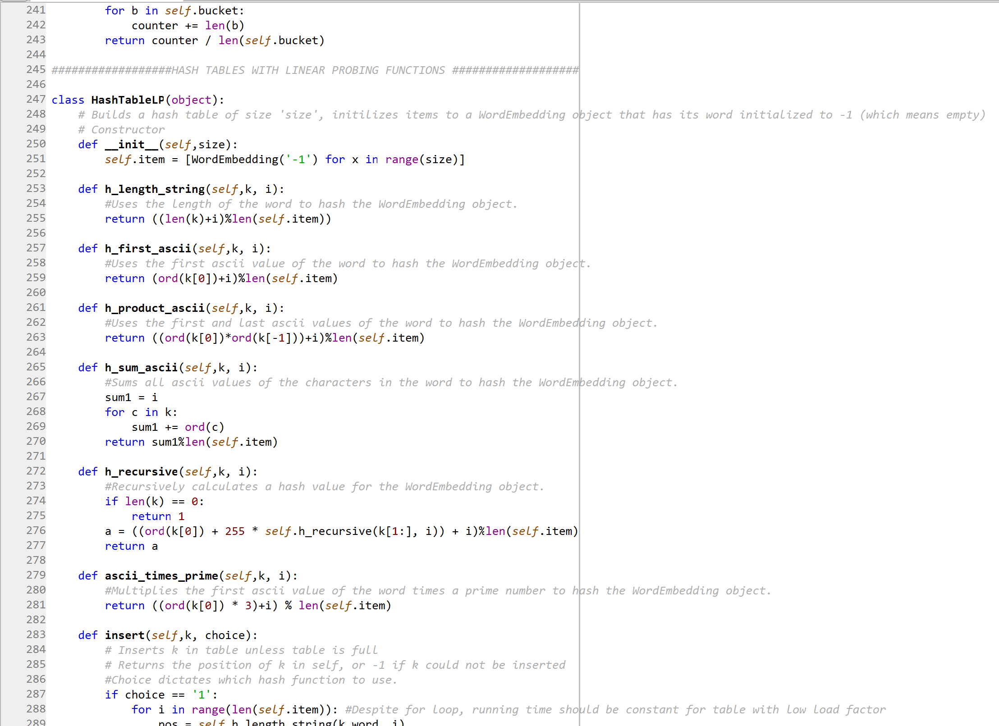 241         for b in self.bucket:
242             counter += len(b)
243         return counter / len(self.bucket)
244
245 ##################HASH TABLES WITH LINEAR PROBING FUNCTIONS ###################
246
247 class HashTableLP(object):
248     # Builds a hash table of size 'size', initilizes items to a WordEmbedding object that has its word initialized to -1 (which means empty)
249     # Constructor
250     def __init__(self,size):
251         self.item = [WordEmbedding('-1') for x in range(size)]
252
253     def h_length_string(self,k, i):
254         #Uses the length of the word to hash the WordEmbedding object.
255         return ((len(k)+i)%len(self.item))
256
257     def h_first_ascii(self,k, i):
258         #Uses the first ascii value of the word to hash the WordEmbedding object.
259         return (ord(k[0])+i)%len(self.item)
260
261     def h_product_ascii(self,k, i):
262         #Uses the first and last ascii values of the word to hash the WordEmbedding object.
263         return ((ord(k[0])*ord(k[-1]))+i)%len(self.item)
264
265     def h_sum_ascii(self,k, i):
266         #Sums all ascii values of the characters in the word to hash the WordEmbedding object.
267         sum1 = i
268         for c in k:
269             sum1 += ord(c)
270         return sum1%len(self.item)
271
272     def h_recursive(self,k, i):
273         #Recursively calculates a hash value for the WordEmbedding object.
274         if len(k) == 0:
275             return 1
276         a = ((ord(k[0]) + 255 * self.h_recursive(k[1:], i)) + i)%len(self.item)
277         return a
278
279     def ascii_times_prime(self,k, i):
280         #Multiplies the first ascii value of the word times a prime number to hash the WordEmbedding object.
281         return ((ord(k[0]) * 3)+i) % len(self.item)
282
283     def insert(self,k, choice):
284         # Inserts k in table unless table is full
285         # Returns the position of k in self, or -1 if k could not be inserted
286         #Choice dictates which hash function to use.
287         if choice == '1':
288             for i in range(len(self.item)): #Despite for loop, running time should be constant for table with low load factor
289                 pos = self.h_length_string(k.word, i)